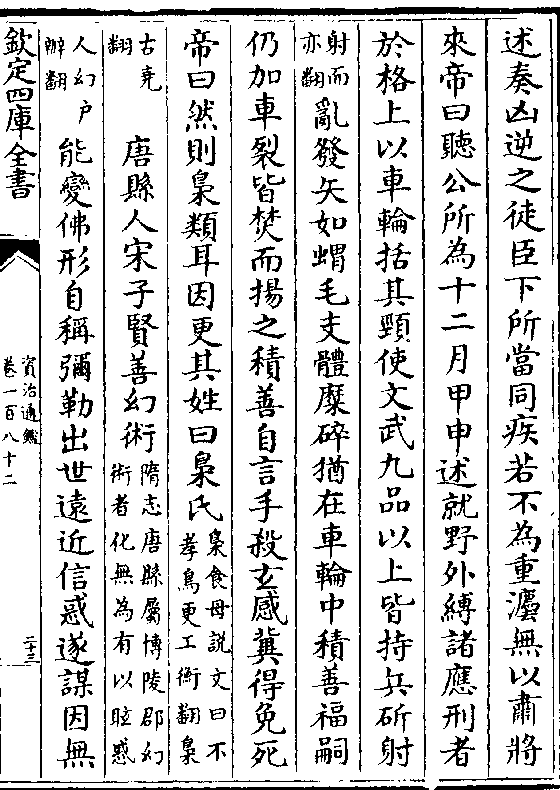 述奏凶逆之徒臣下所當同疾若不為重灋無以肅將
來帝曰聽公所為十二月甲申述就野外縛諸應刑者
於格上以車輪括其頸使文武九品以上皆持兵斫射
射而
亦翻
亂發矢如蝟毛支體糜碎猶在車輪中積善福嗣
仍加車裂皆焚而揚之積善自言手殺玄感冀得免死
帝曰然則梟類耳因更其姓曰梟氏
梟食母說文曰不
孝鳥更工衡翻梟
古堯
翻
唐縣人宋子賢善幻術
隋志唐縣屬博陵郡幻
術者化無為有以眩惑
人幻户
辦翻
能變佛形自稱彌勒出世遠近信惑遂謀因無
欽定四庫全書
資治通鑑
卷一百八十二
二十三